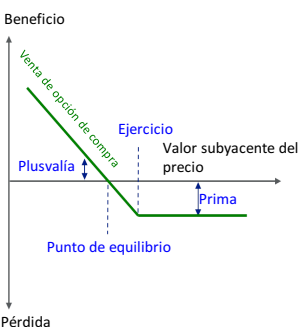 Beneficio
Venta de opción de compra
Ejercicio
Valor subyacente del
precio
Plusvalía
Prima
Punto de equilibrio
Pérdida